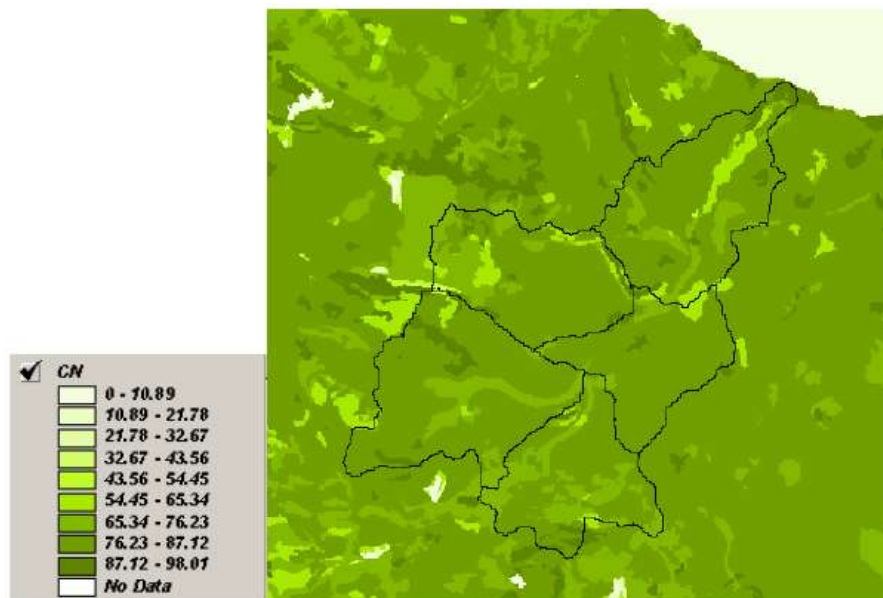 CN
0 - 10.89
10.89 - 21.78
21.78 - 32.67
32.67 - 43.56
43.56 - 54.45
54.45 - 65.34
65.34 - 76.23
76.23 - 87.12
87.12 - 98.01
No Data